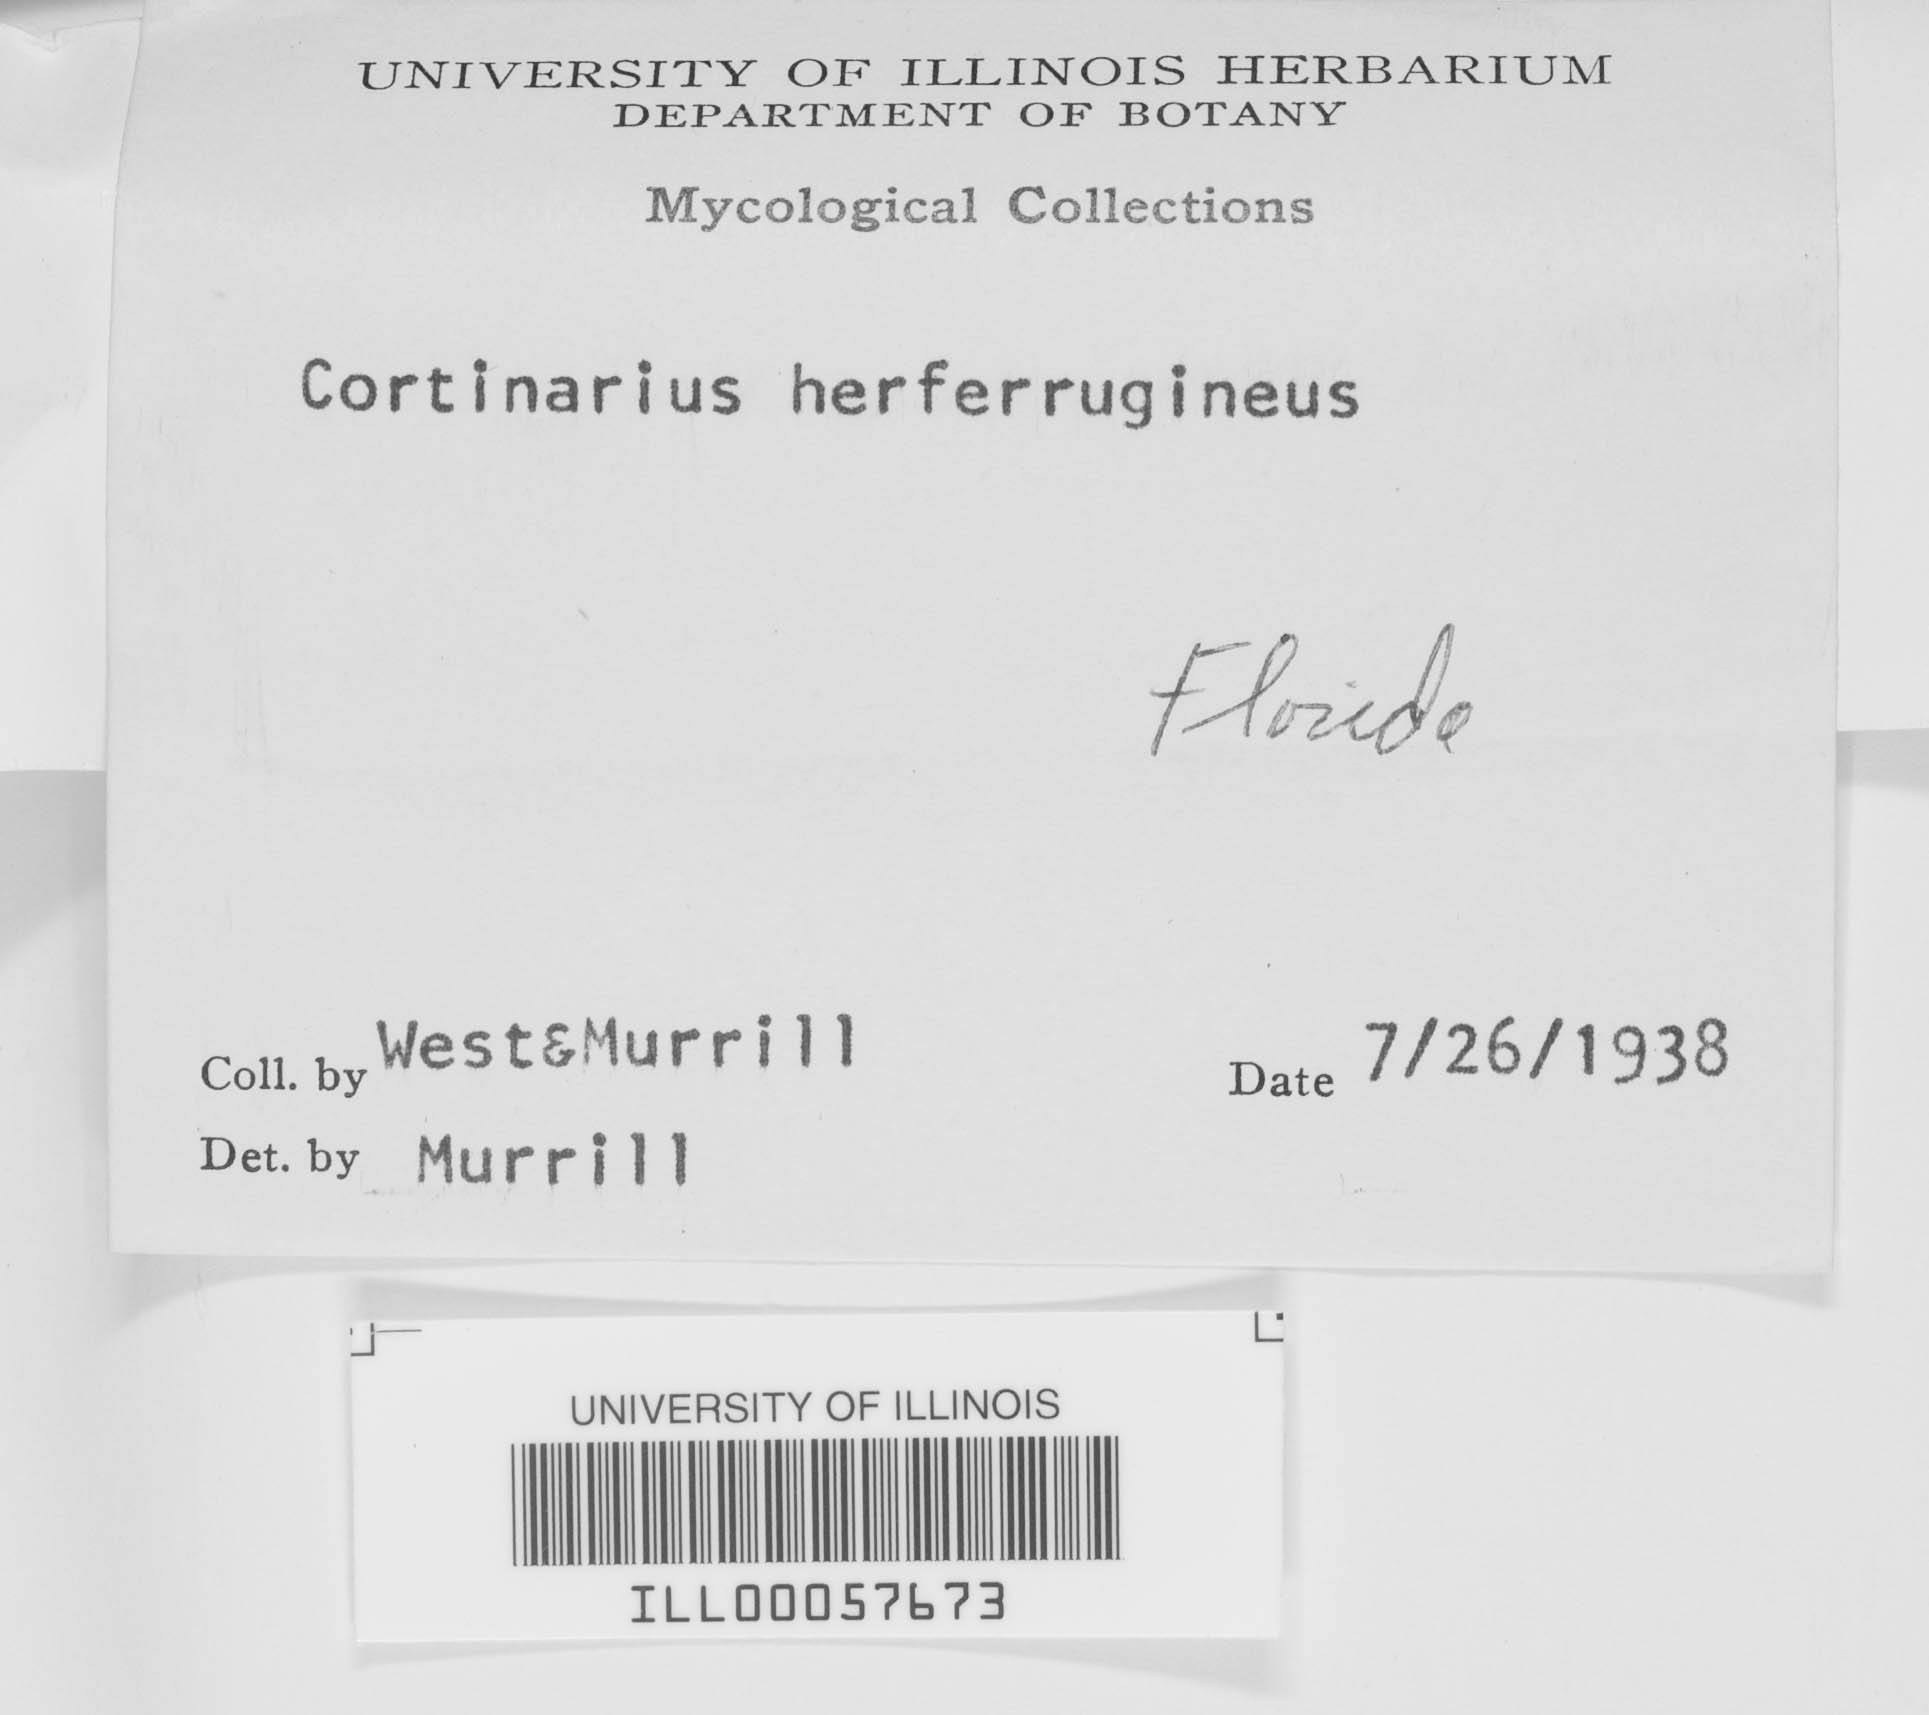 UNIVERSITY OF ILLINOIS HERBARIUM
DEPARTMENT OF BOTANY
Mycological Collections
Cortinarius herferrugineus
Florida
Coll. by West&Murrill
Date 7/26/1938
Det. by Murrill
UNIVERSITY OF ILLINOIS
ILL00057673